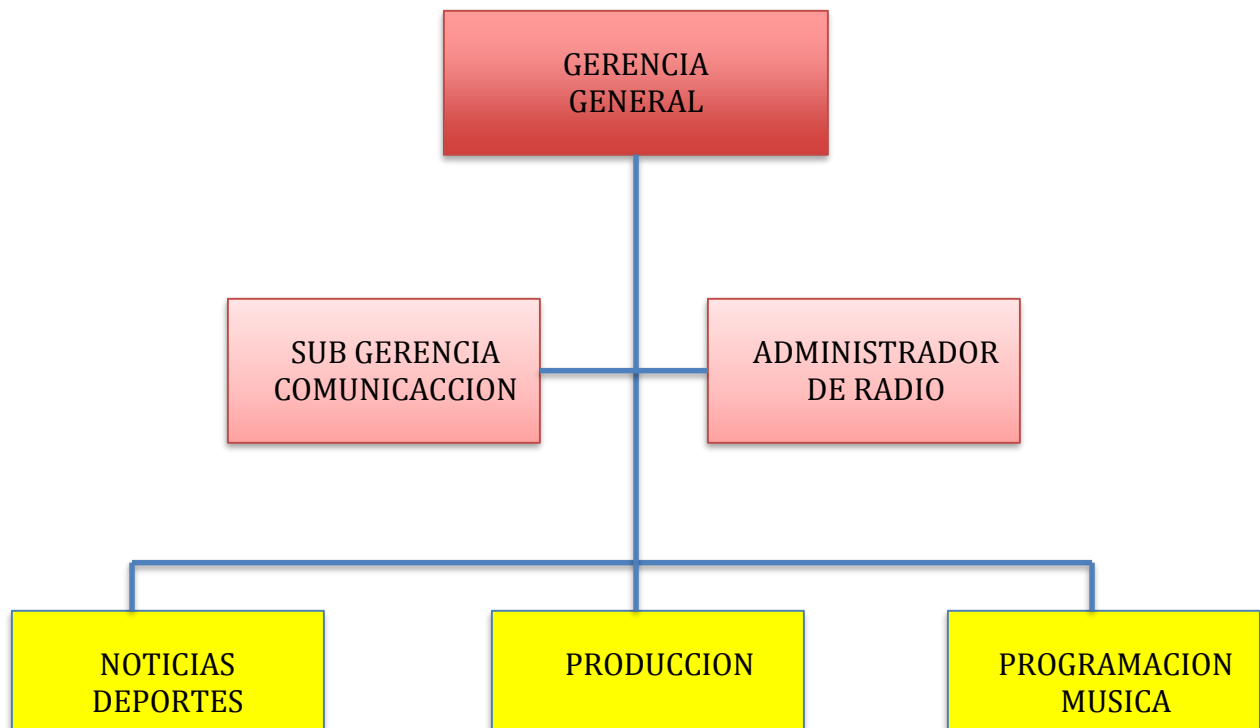 GERENCIA
GENERAL
SUB GERENCIA
COMUNICACCION
ADMINISTRADOR
DE RADIO
NOTICIAS
DEPORTES
PRODUCCION
PROGRAMACION
MUSICA